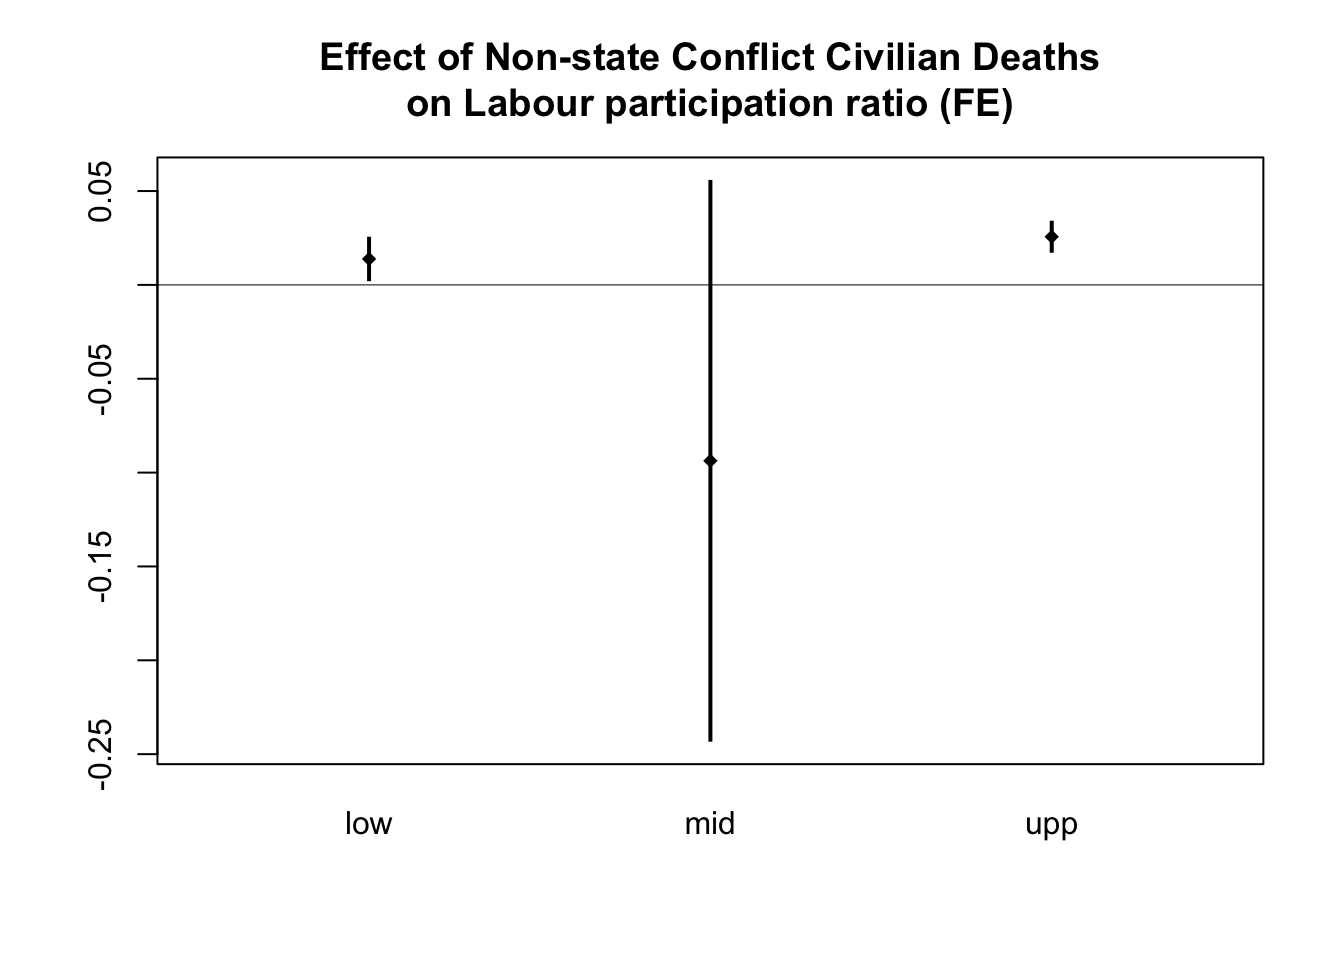 Effect of Non-state Conflict Civilian Deaths
on Labour participation ratio (FE)
0.05
-0.05
-0.15
-0.25
low mid upp